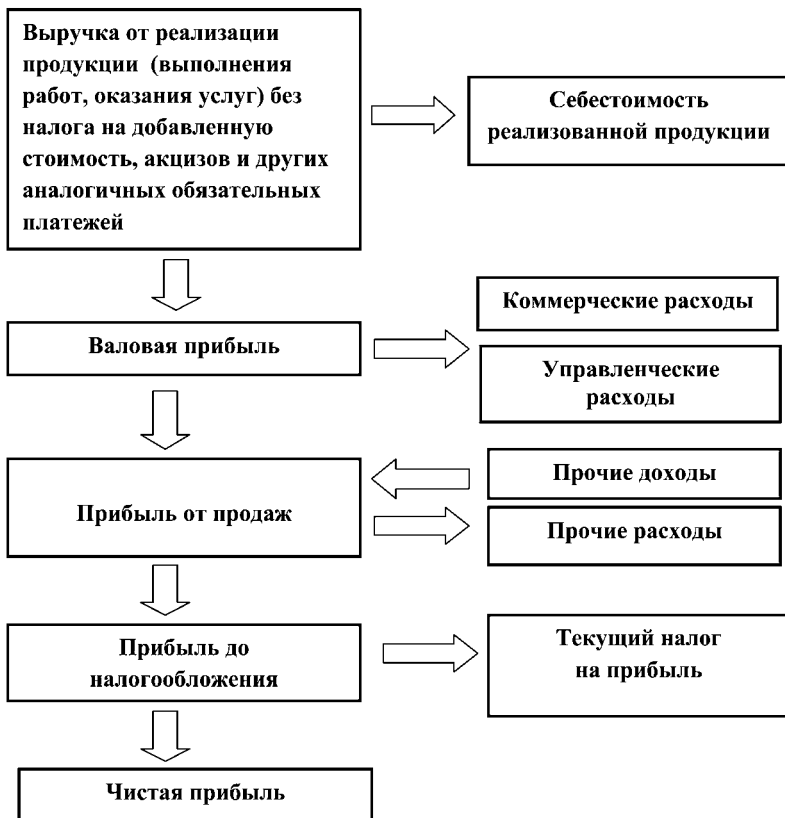 Выручка от реализации
продукции (выполнения
работ, оказания услуг) без
налога на добавленную
стоимость, акцизов и других
аналогичных обязательных
платежей
Себестоимость
реализованной продукции
Валовая прибыль
Коммерческие расходы
Управленческие
расходы
Прибыль от продаж
Прочие доходы
Прочие расходы
Прибыль до
налогообложения
Текущий налог
на прибыль
Чистая прибыль